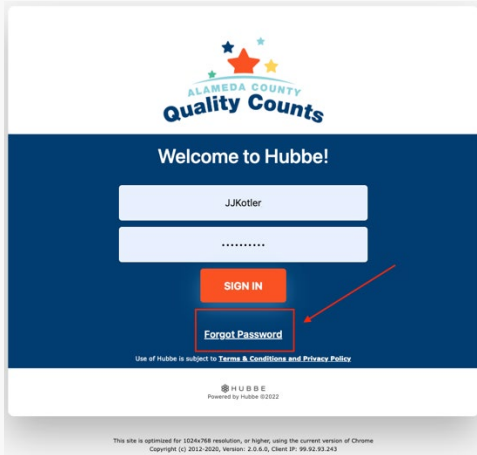 ALAMEDA COUNTY
Quality Counts
Welcome to Hubbe!
JJKotler
••••••••••
SIGN IN
Forgot Password
Use of Hubbe is subject to Terms & Conditions and Privacy Policy
HUBBE
Powered by Hubbe ©2022
This site is optimized for 1024x768 resolution, or higher, using the current version of Chrome
Copyright (c) 2012-2020, Version: 2.0.6.0, Client IP: 99.92.93.243